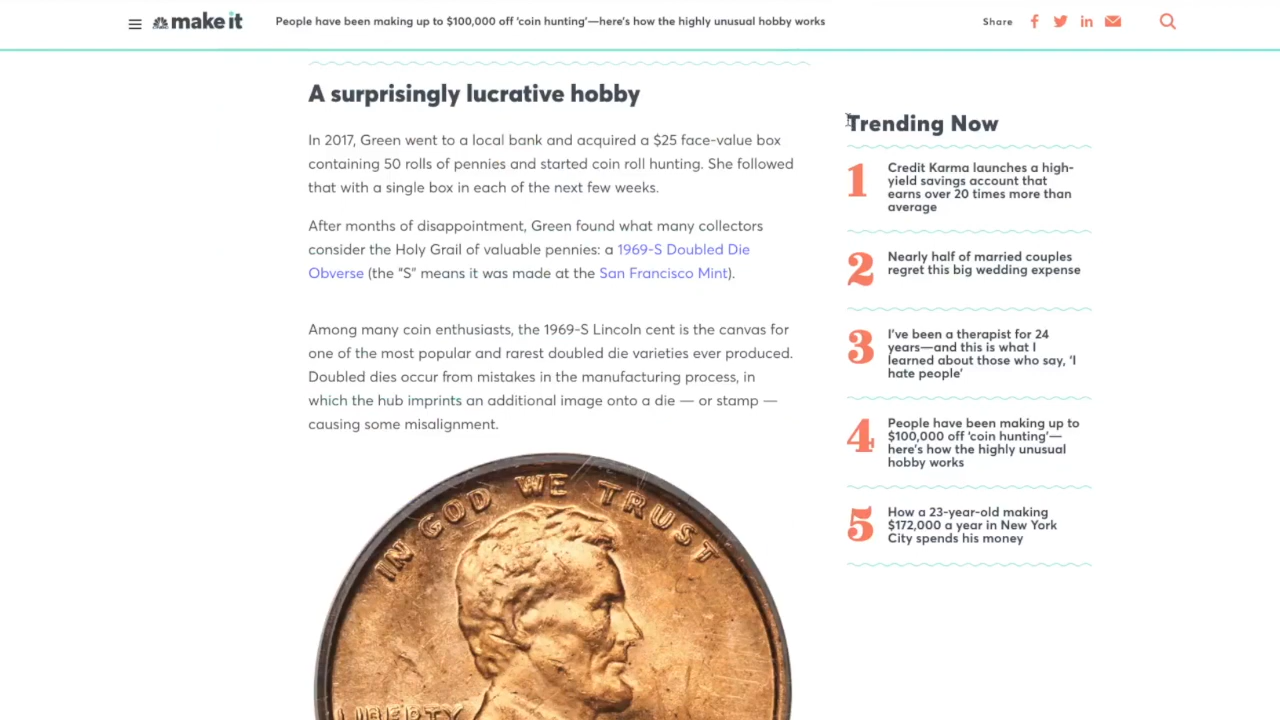 make it
People have been making up to $100,000 off ‘coin hunting’—here’s how the highly unusual hobby works
Share
A surprisingly lucrative hobby
In 2017, Green went to a local bank and acquired a $25 face-value box
containing 50 rolls of pennies and started coin roll hunting. She followed
that with a single box in each of the next few weeks.
After months of disappointment, Green found what many collectors
consider the Holy Grail of valuable pennies: a 1969-S Doubled Die
Obverse (the "S" means it was made at the San Francisco Mint).
Among many coin enthusiasts, the 1969-S Lincoln cent is the canvas for
one of the most popular and rarest doubled die varieties ever produced.
Doubled dies occur from mistakes in the manufacturing process, in
which the hub imprints an additional image onto a die — or stamp —
causing some misalignment.
IN GOD WE TRUST
LIBERTY
Trending Now
1
Credit Karma launches a high-
yield savings account that
earns over 20 times more than
average
2
Nearly half of married couples
regret this big wedding expense
3
I’ve been a therapist for 24
years—and this is what I
learned about those who say, ‘I
hate people’
4
People have been making up to
$100,000 off ‘coin hunting’—
here’s how the highly unusual
hobby works
5
How a 23-year-old making
$172,000 a year in New York
City spends his money